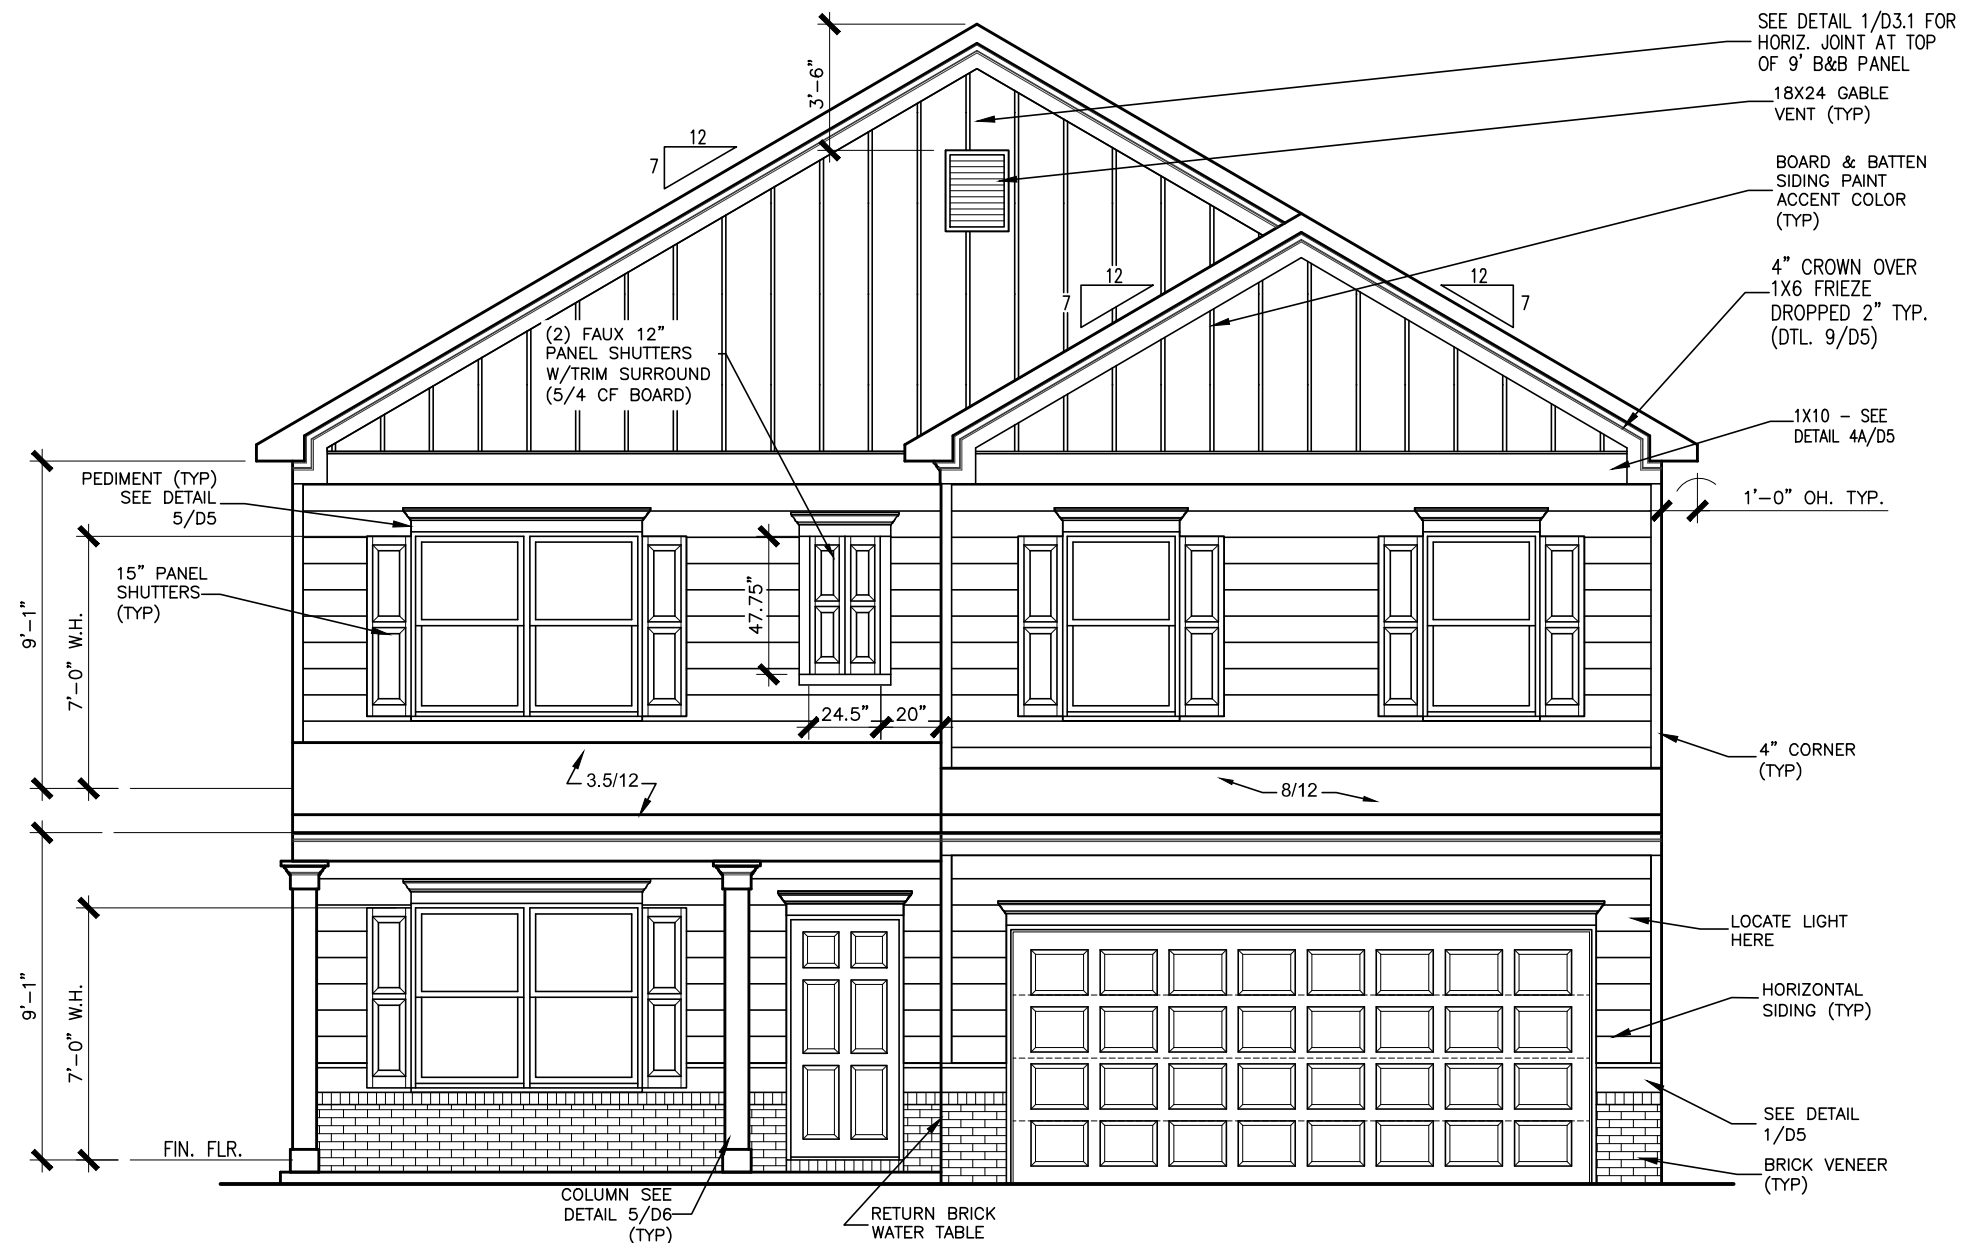 SEE DETAIL 1/D3.1 FOR
HORIZ. JOINT AT TOP
OF 9' B&B PANEL
3'-6"
18X24 GABLE
VENT (TYP)
12
7
BOARD & BATTEN
SIDING PAINT
ACCENT COLOR
(TYP)
12
7
12
7
4" CROWN OVER
1X6 FRIEZE
DROPPED 2" TYP.
(DTL. 9/D5)
(2) FAUX 12"
PANEL SHUTTERS
W/TRIM SURROUND
(5/4 CF BOARD)
1X10 - SEE
DETAIL 4A/D5
PEDIMENT (TYP)
SEE DETAIL
5/D5
1'-0" OH. TYP.
15" PANEL
SHUTTERS
(TYP)
9'-1"
7'-0" W.H.
47.75"
24.5"
20"
4" CORNER
(TYP)
3.5/12
8/12
LOCATE LIGHT
HERE
9'-1"
7'-0" W.H.
HORIZONTAL
SIDING (TYP)
SEE DETAIL
1/D5
FIN. FLR.
BRICK VENEER
(TYP)
COLUMN SEE
DETAIL 5/D6
(TYP)
RETURN BRICK
WATER TABLE